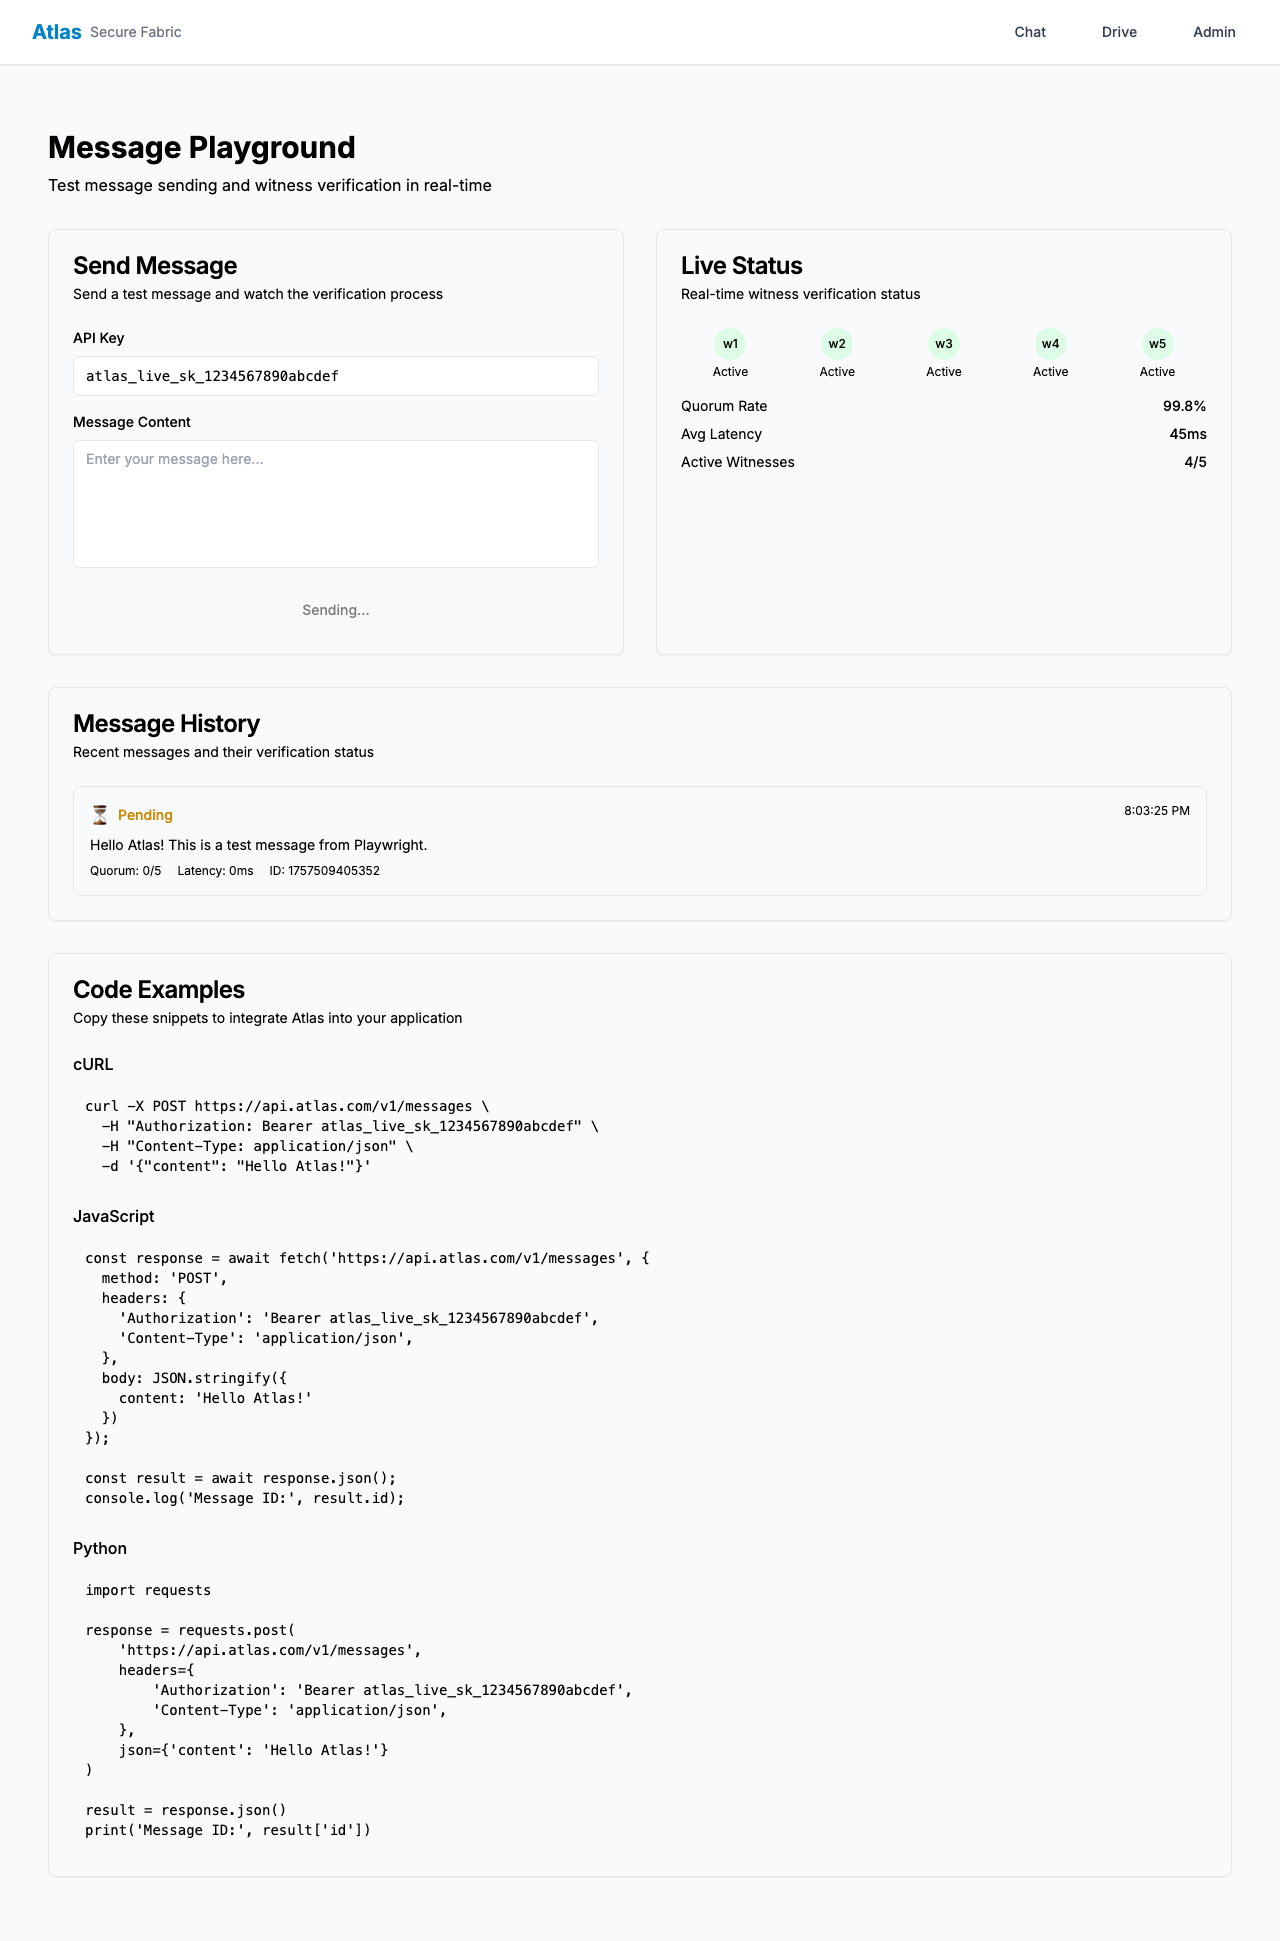 Atlas Secure Fabric
Chat Drive Admin
Message Playground
Test message sending and witness verification in real-time
Send Message
Send a test message and watch the verification process
API Key
atlas_live_sk_1234567890abcdef
Message Content
Enter your message here...
Sending...
Live Status
Real-time witness verification status
w1 w2 w3 w4 w5
Active Active Active Active Active
Quorum Rate 99.8%
Avg Latency 45ms
Active Witnesses 4/5
Message History
Recent messages and their verification status
⏳ Pending 8:03:25 PM
Hello Atlas! This is a test message from Playwright.
Quorum: 0/5 Latency: 0ms ID: 1757509405352
Code Examples
Copy these snippets to integrate Atlas into your application
cURL
curl -X POST https://api.atlas.com/v1/messages \
  -H "Authorization: Bearer atlas_live_sk_1234567890abcdef" \
  -H "Content-Type: application/json" \
  -d '{"content": "Hello Atlas!"}'
JavaScript
const response = await fetch('https://api.atlas.com/v1/messages', {
  method: 'POST',
  headers: {
    'Authorization': 'Bearer atlas_live_sk_1234567890abcdef',
    'Content-Type': 'application/json',
  },
  body: JSON.stringify({
    content: 'Hello Atlas!'
  })
});
const result = await response.json();
console.log('Message ID:', result.id);
Python
import requests
response = requests.post(
    'https://api.atlas.com/v1/messages',
    headers={
        'Authorization': 'Bearer atlas_live_sk_1234567890abcdef',
        'Content-Type': 'application/json',
    },
    json={'content': 'Hello Atlas!'}
)
result = response.json()
print('Message ID:', result['id'])